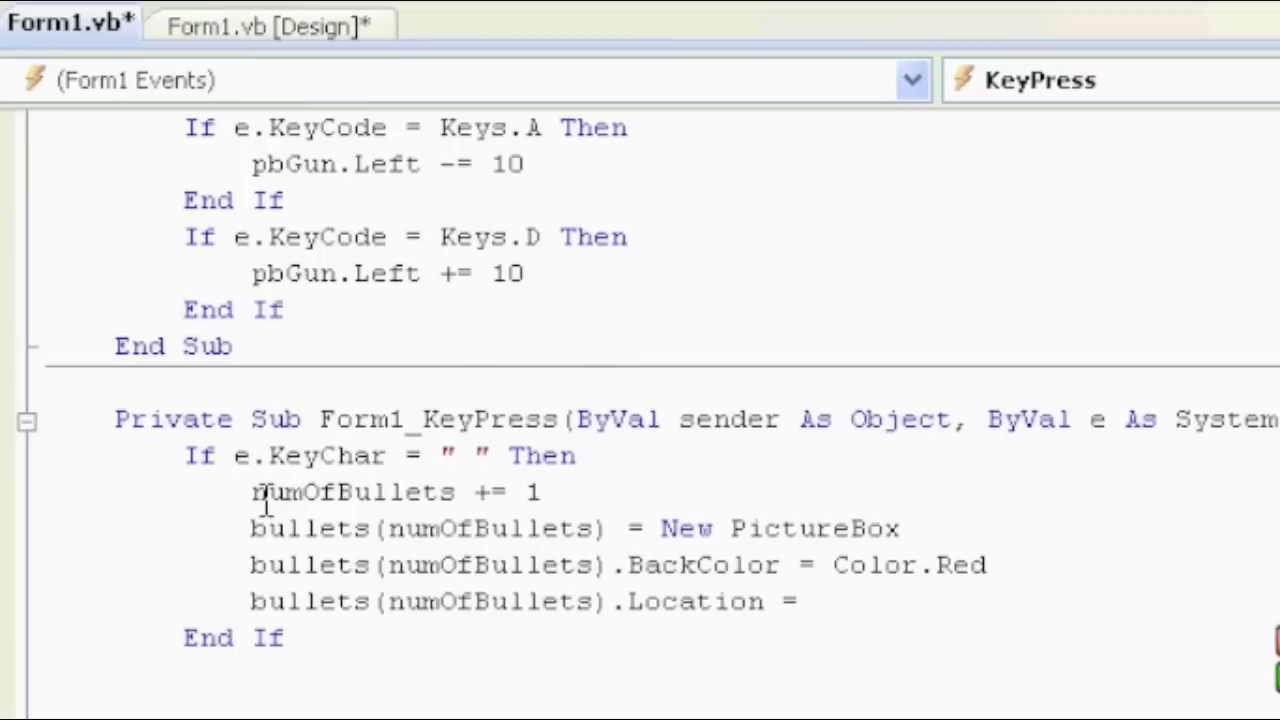 Form1.vb* Form1.vb [Design]*
(Form1 Events) KeyPress
If e.KeyCode = Keys.A Then
pbGun.Left -= 10
End If
If e.KeyCode = Keys.D Then
pbGun.Left += 10
End If
End Sub
Private Sub Form1_KeyPress(ByVal sender As Object, ByVal e As System
If e.KeyChar = " " Then
numOfBullets += 1
bullets(numOfBullets) = New PictureBox
bullets(numOfBullets).BackColor = Color.Red
bullets(numOfBullets).Location =
End If